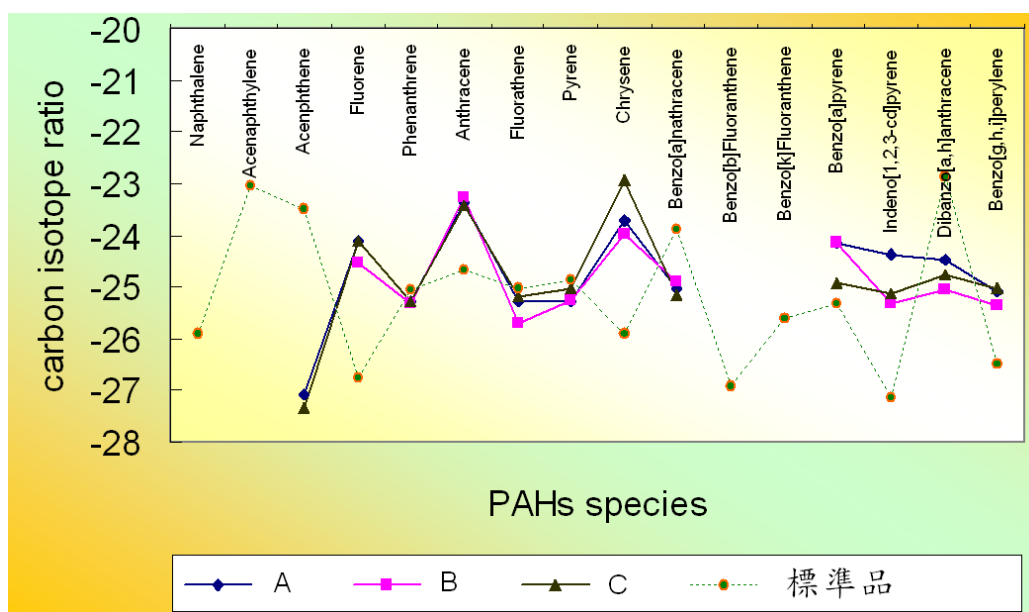 -20
-21
-22
-23
-24
-25
-26
-27
-28
carbon isotope ratio
Naphthalene
Acenaphthylene
Acenphthene
Fluorene
Phenanthrene
Anthracene
Fluorathene
Pyrene
Chrysene
Benzo[a]nathracene
Benzo[b]Fluoranthene
Benzo[k]Fluoranthene
Benzo[a]pyrene
Indeno[1,2,3-cd]pyrene
Dibanzo[a,h]anthracene
Benzo[g,h,i]perylene
PAHs species
A B C 標準品